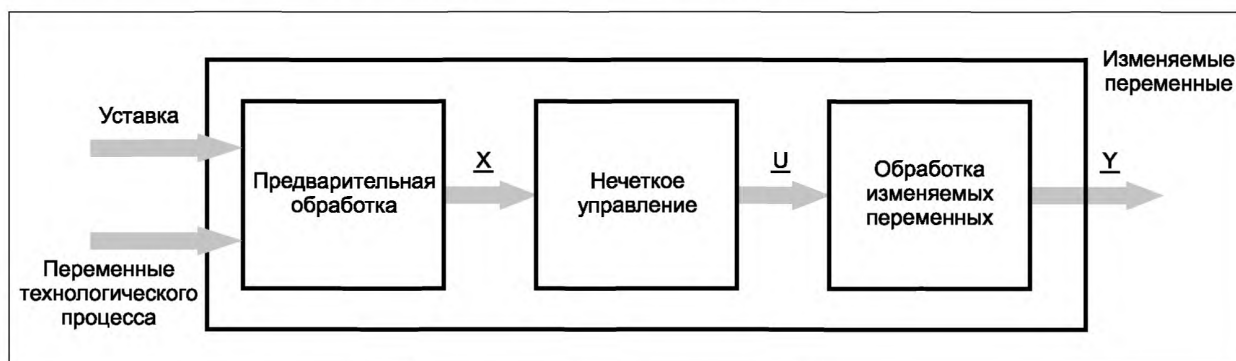 Изменяемые
переменные
Уставка
Предварительная
обработка
X
Нечеткое
управление
U
Обработка
изменяемых
переменных
Y
Переменные
технологического
процесса